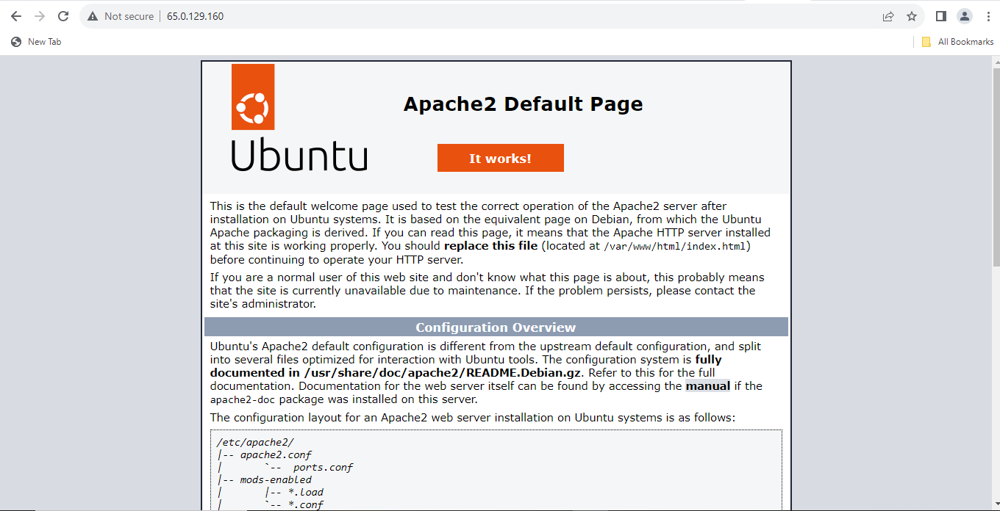 Not secure | 65.0.129.160
New Tab
All Bookmarks
Apache2 Default Page
Ubuntu
It works!
This is the default welcome page used to test the correct operation of the Apache2 server after
installation on Ubuntu systems. It is based on the equivalent page on Debian, from which the Ubuntu
Apache packaging is derived. If you can read this page, it means that the Apache HTTP server installed
at this site is working properly. You should replace this file (located at /var/www/html/index.html)
before continuing to operate your HTTP server.
If you are a normal user of this web site and don't know what this page is about, this probably means
that the site is currently unavailable due to maintenance. If the problem persists, please contact the
site's administrator.
Configuration Overview
Ubuntu's Apache2 default configuration is different from the upstream default configuration, and split
into several files optimized for interaction with Ubuntu tools. The configuration system is fully
documented in /usr/share/doc/apache2/README.Debian.gz. Refer to this for the full
documentation. Documentation for the web server itself can be found by accessing the manual if the
apache2-doc package was installed on this server.
The configuration layout for an Apache2 web server installation on Ubuntu systems is as follows:
/etc/apache2/
|-- apache2.conf
|       `--  ports.conf
|-- mods-enabled
|       |-- *.load
|       `-- *.conf